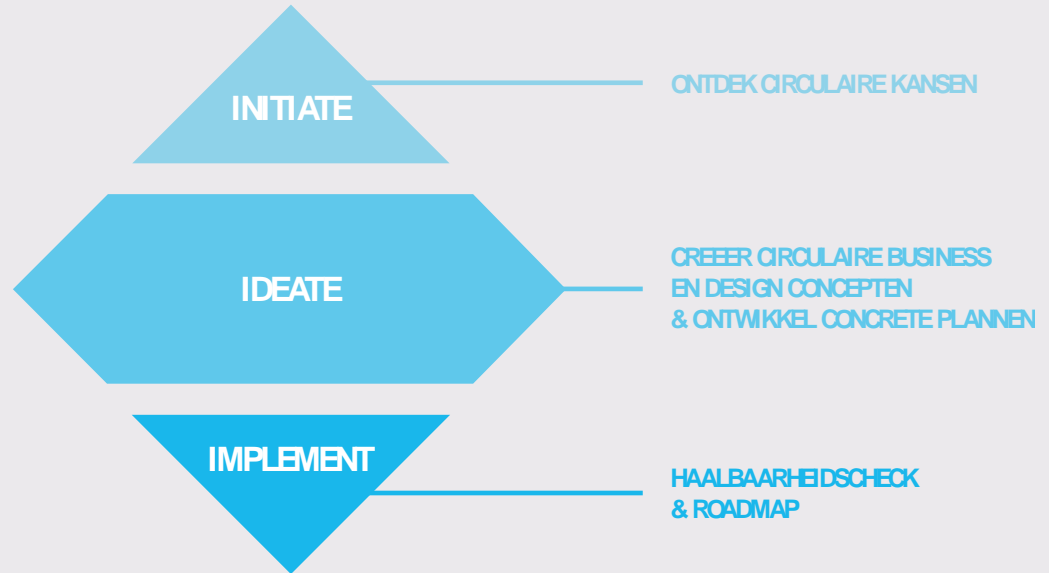 INITIATE
ONTDEK CIRCULAIRE KANSEN
IDEATE
CREEER CIRCULAIRE BUSINESS
EN DESIGN CONCEPTEN
& ONTWIKKEL CONCRETE PLANNEN
IMPLEMENT
HAALBAARHEIDSCHECK
& ROADMAP